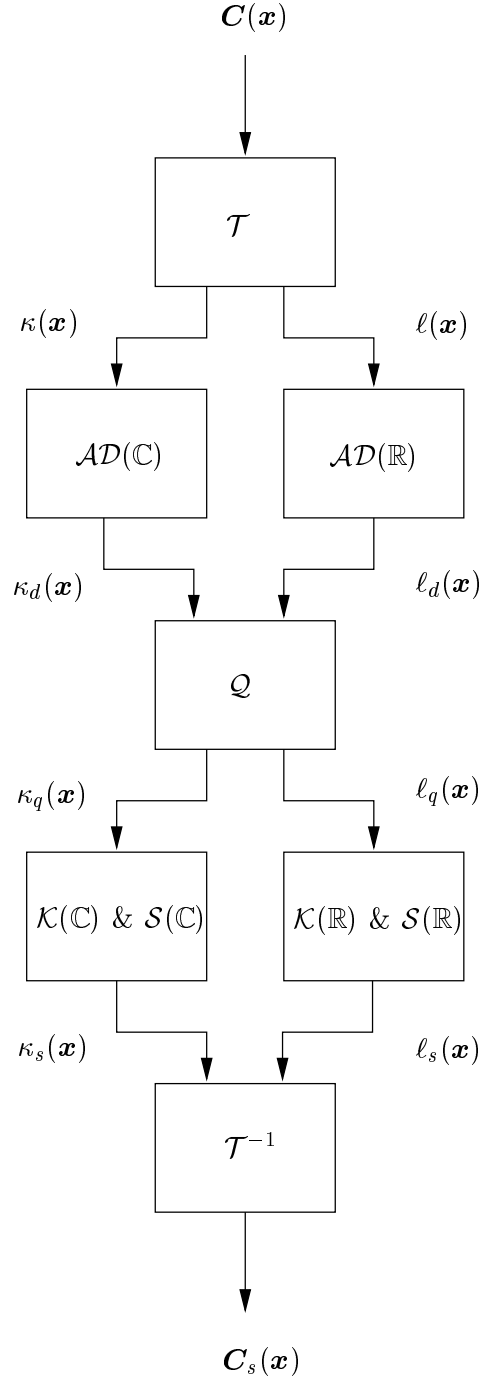 𝑪(𝒙)
𝒯
κ(𝒙) ℓ(𝒙)
𝒜𝒟(ℂ) 𝒜𝒟(ℝ)
κ_d(𝒙) ℓ_d(𝒙)
𝒬
κ_q(𝒙) ℓ_q(𝒙)
𝒦(ℂ) & 𝒮(ℂ) 𝒦(ℝ) & 𝒮(ℝ)
κ_s(𝒙) ℓ_s(𝒙)
𝒯⁻¹
𝑪_s(𝒙)